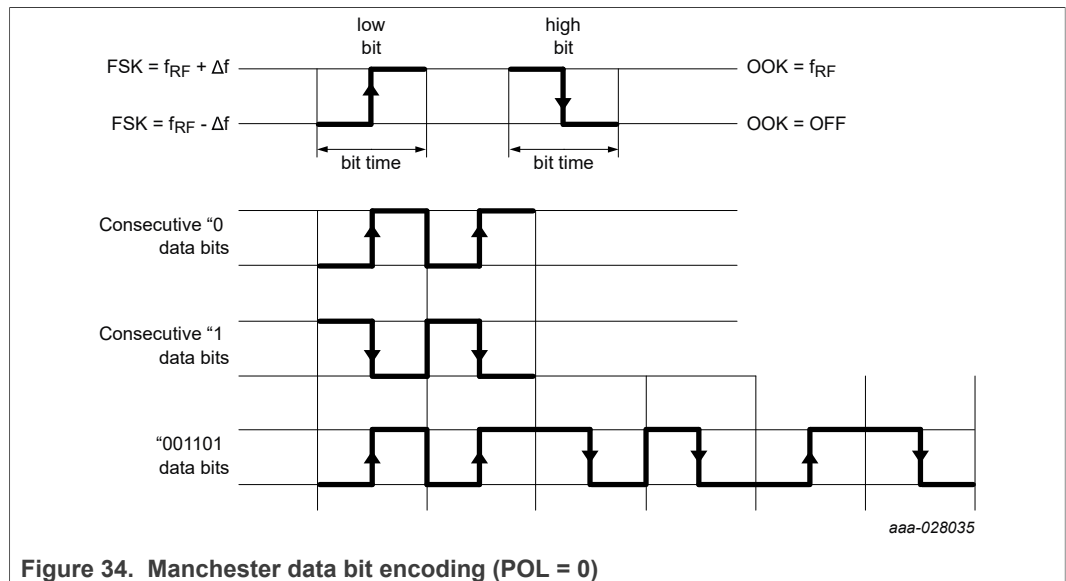 low
bit
high
bit
FSK = fRF + Δf
OOK = fRF
FSK = fRF - Δf
OOK = OFF
bit time
bit time
Consecutive “0
data bits
Consecutive “1
data bits
“001101
data bits
aaa-028035
Figure 34. Manchester data bit encoding (POL = 0)